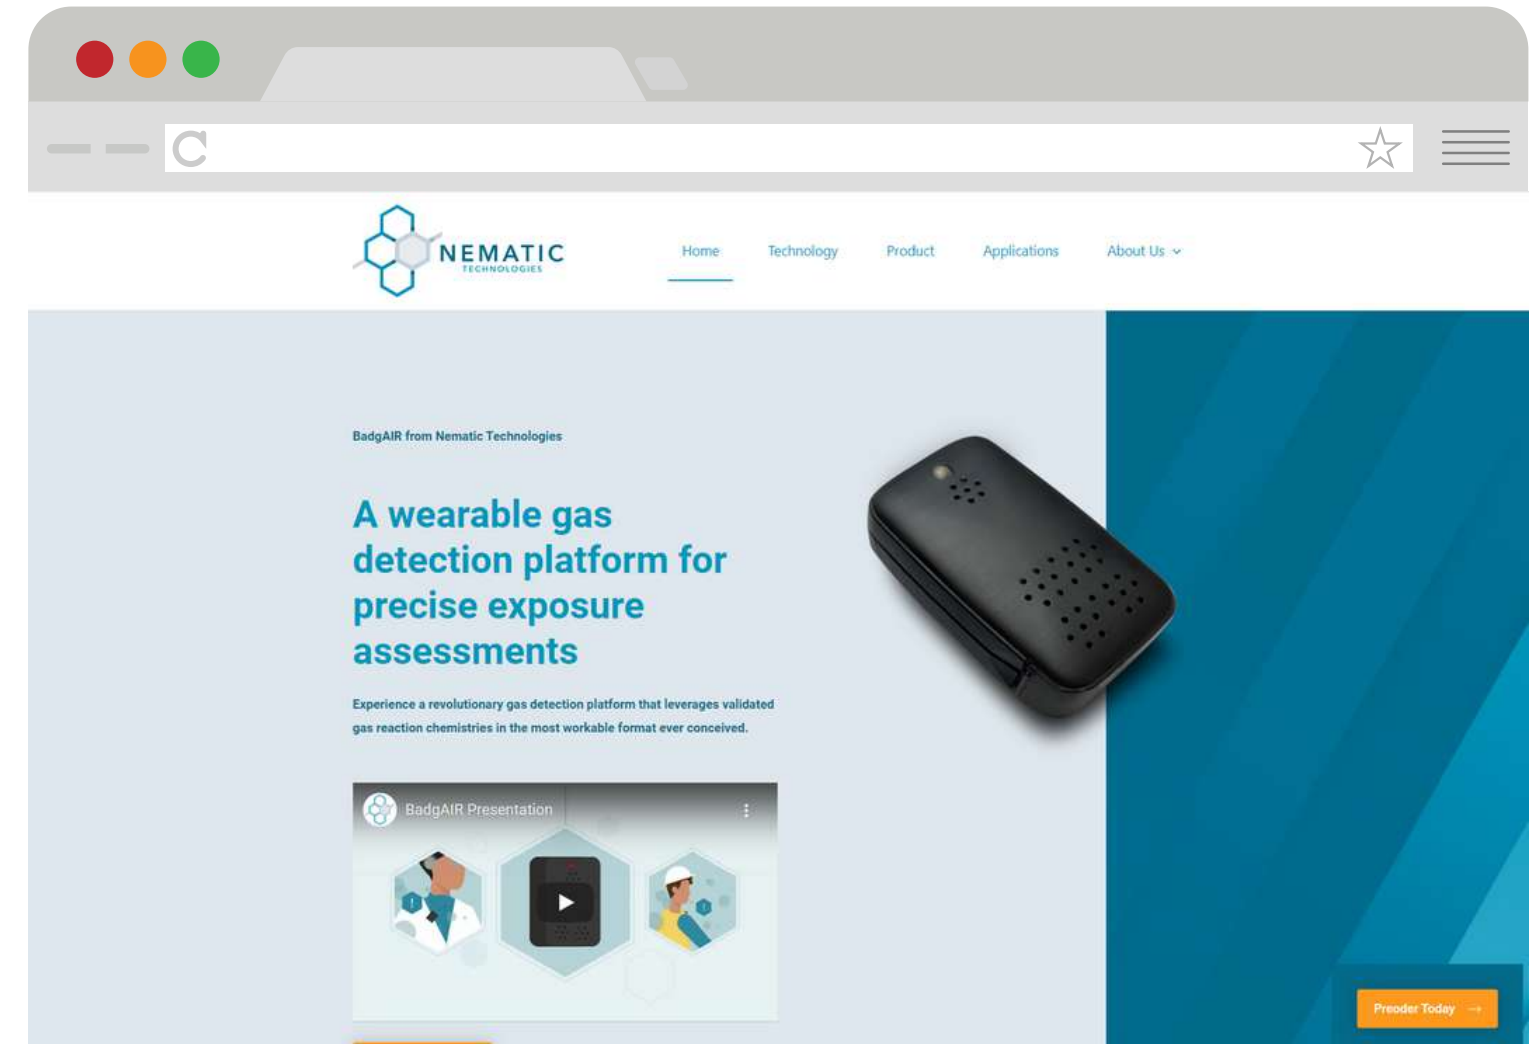 NEMATIC
TECHNOLOGIES
Home
Technology
Product
Applications
About Us
BadgAIR from Nematic Technologies
A wearable gas
detection platform for
precise exposure
assessments
Experience a revolutionary gas detection platform that leverages validated
gas reaction chemistries in the most workable format ever conceived.
BadgAIR Presentation
Preoder Today →